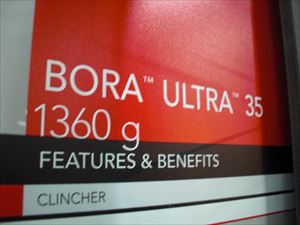 BORA™ ULTRA™ 35
1360 g
FEATURES & BENEFITS
CLINCHER